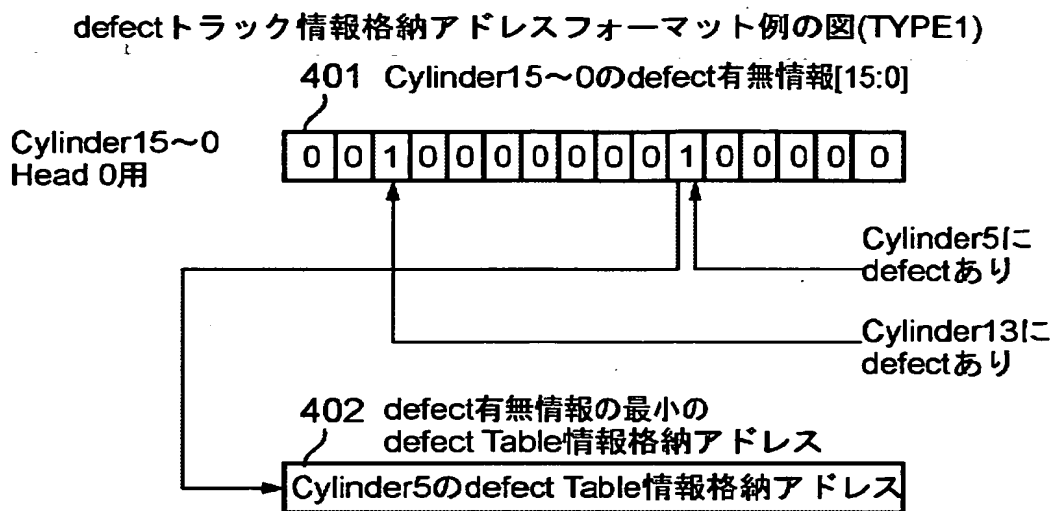 defectトラック情報格納アドレスフォーマット例の図(TYPE1)
401 Cylinder15～0のdefect有無情報[15:0]
Cylinder15～0
Head 0用
0 0 1 0 0 0 0 0 0 0 1 0 0 0 0 0
Cylinder5に
defectあり
Cylinder13に
defectあり
402 defect有無情報の最小の
defect Table情報格納アドレス
Cylinder5のdefect Table情報格納アドレス